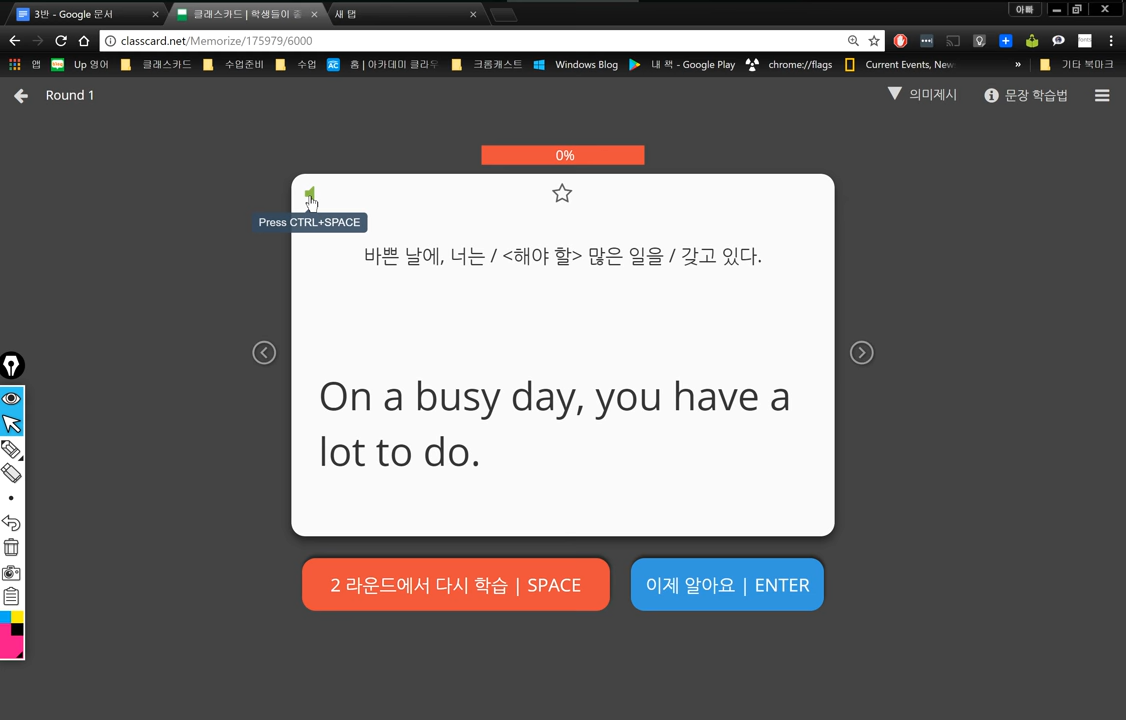 3반 - Google 문서
클래스카드 | 학생들이 즐
새 탭
아빠
classcard.net/Memorize/175979/6000
앱
Up 영어
클래스카드
수업준비
수업
홈 | 아카데미 클라우
크롬캐스트
Windows Blog
내 책 - Google Play
chrome://flags
Current Events, New
»
기타 북마크
Round 1
의미제시
문장 학습법
0%
Press CTRL+SPACE
바쁜 날에, 너는 / <해야 할> 많은 일을 / 갖고 있다.
On a busy day, you have a
lot to do.
2 라운드에서 다시 학습 | SPACE
이제 알아요 | ENTER